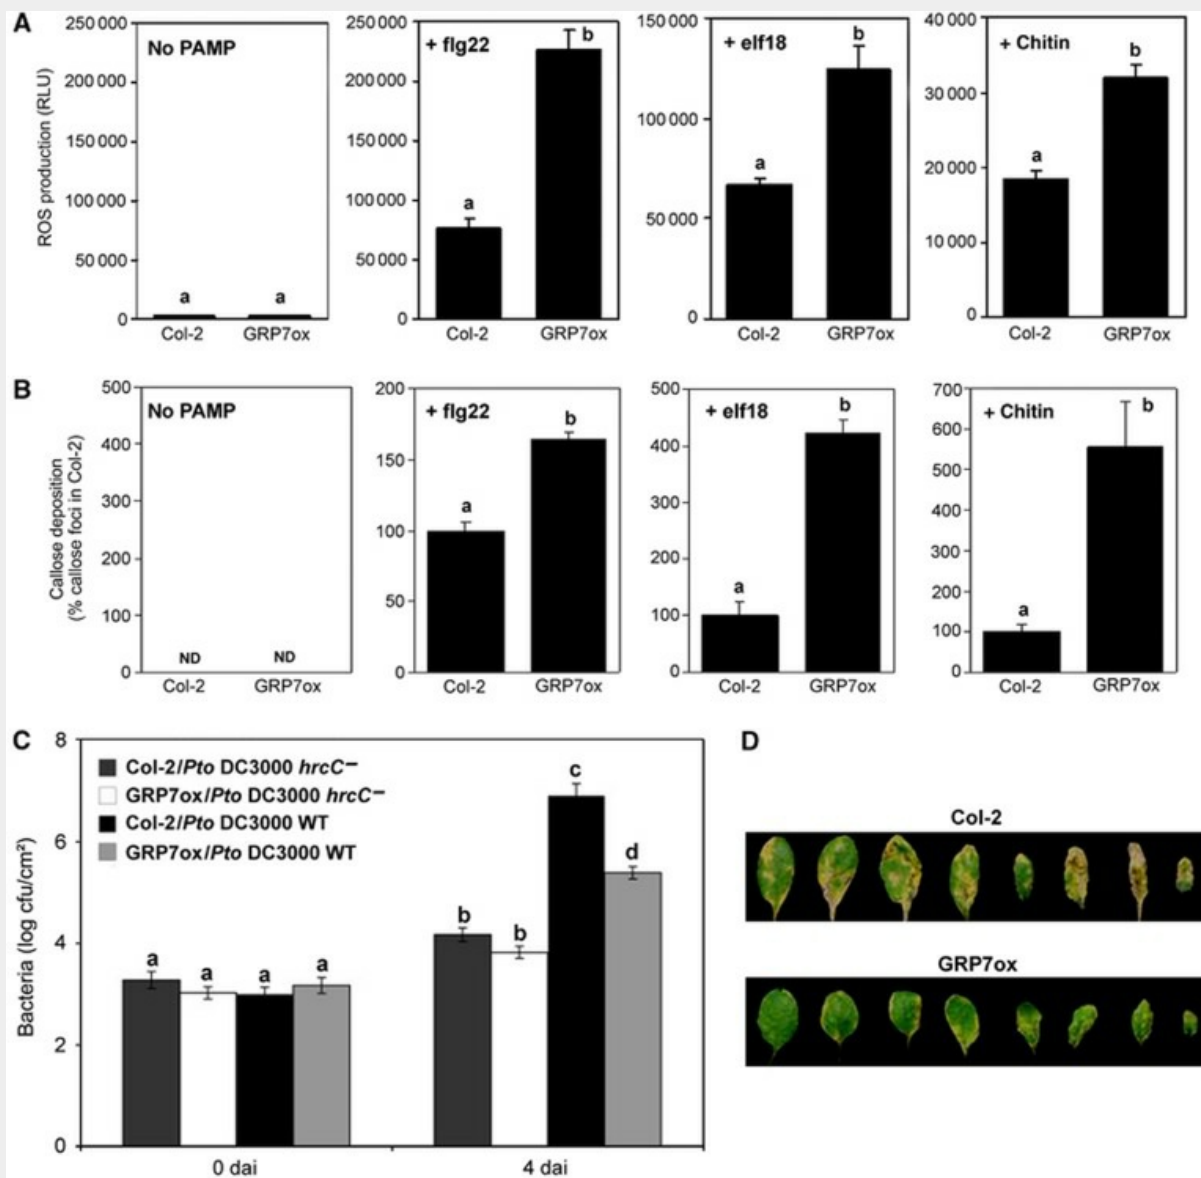 A
ROS production (RLU)
250 000
200 000
150 000
100 000
50 000
0
No PAMP
a a
Col-2 GRP7ox
250 000
200 000
150 000
100 000
50 000
0
+ flg22
a b
Col-2 GRP7ox
150 000
100 000
50 000
0
+ elf18
a b
Col-2 GRP7ox
40 000
30 000
20 000
10 000
0
+ Chitin
a b
Col-2 GRP7ox
B
Callose deposition
(% callose foci in Col-2)
500
400
300
200
100
0
No PAMP
ND ND
Col-2 GRP7ox
200
150
100
50
0
+ flg22
a b
Col-2 GRP7ox
500
400
300
200
100
0
+ elf18
a b
Col-2 GRP7ox
700
600
500
400
300
200
100
0
+ Chitin
a b
Col-2 GRP7ox
C
Bacteria (log cfu/cm²)
8
6
4
2
0
Col-2/Pto DC3000 hrcC–
GRP7ox/Pto DC3000 hrcC–
Col-2/Pto DC3000 WT
GRP7ox/Pto DC3000 WT
a a a a
b b c d
0 dai 4 dai
D
Col-2
GRP7ox